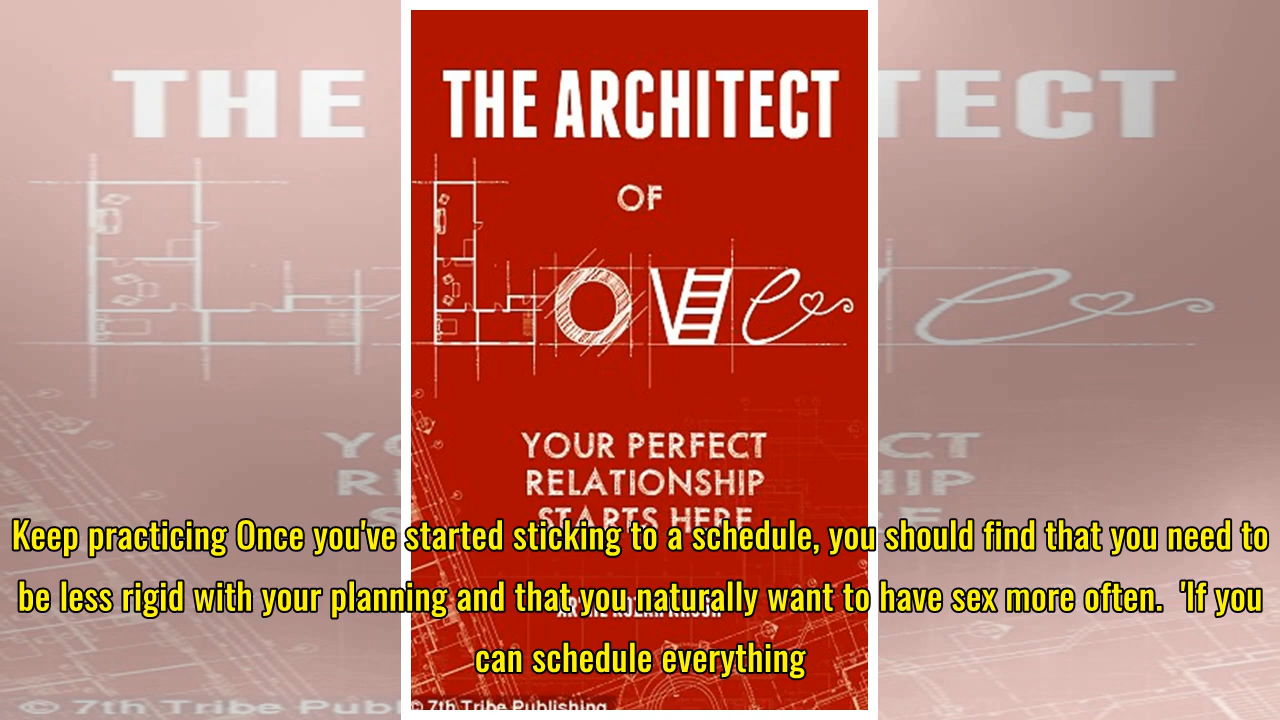 THE ARCHITECT
OF
Love
YOUR PERFECT
RELATIONSHIP
STARTS HERE
Keep practicing Once you've started sticking to a schedule, you should find that you need to
be less rigid with your planning and that you naturally want to have sex more often. 'If you
can schedule everything
© 7th Tribe Publishing